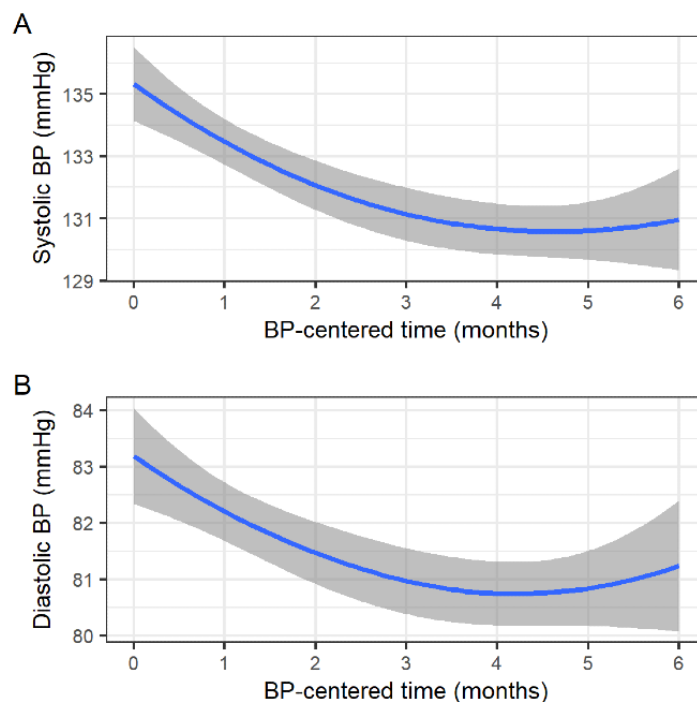 A
Systolic BP (mmHg)
135
133
131
129
0 1 2 3 4 5 6
BP-centered time (months)
B
Diastolic BP (mmHg)
84
83
82
81
80
0 1 2 3 4 5 6
BP-centered time (months)